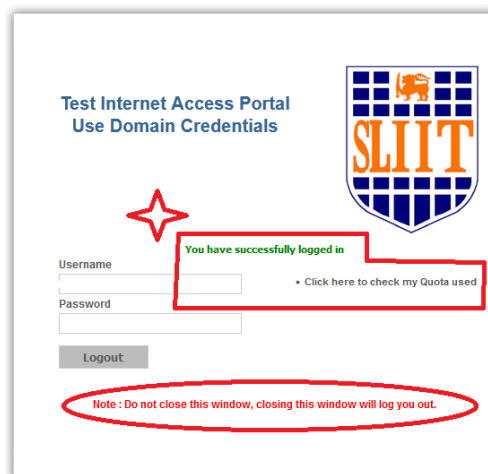 Test Internet Access Portal
Use Domain Credentials
SLIIT
You have successfully logged in
Username
• Click here to check my Quota used
Password
Logout
Note : Do not close this window, closing this window will log you out.